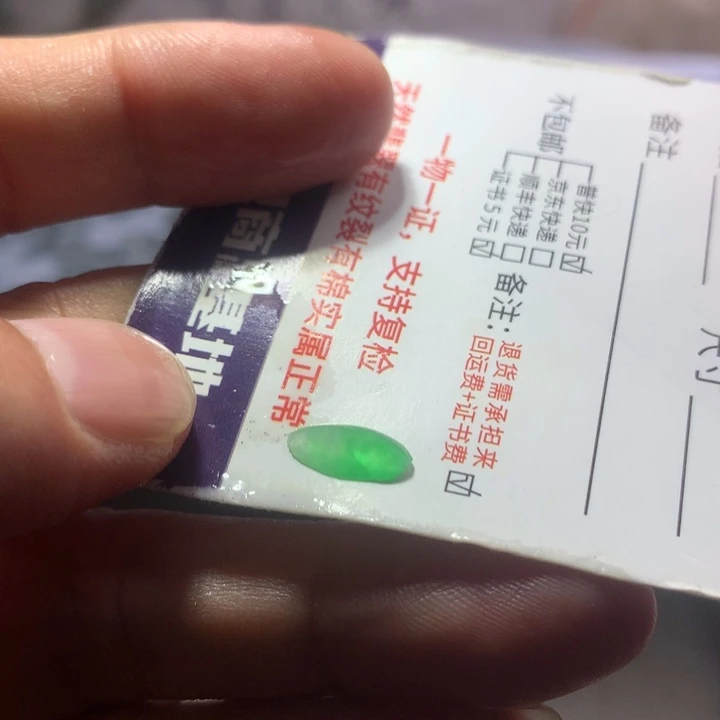 尺寸
备注
不包邮
普快10元 ☑
京东快递 □
顺丰快递 □
证书5元 ☑
备注:
退货需承担来
回运费+证书费 ☑
一物一证,支持复检
天然翡翠有纹裂有棉实属正常
地